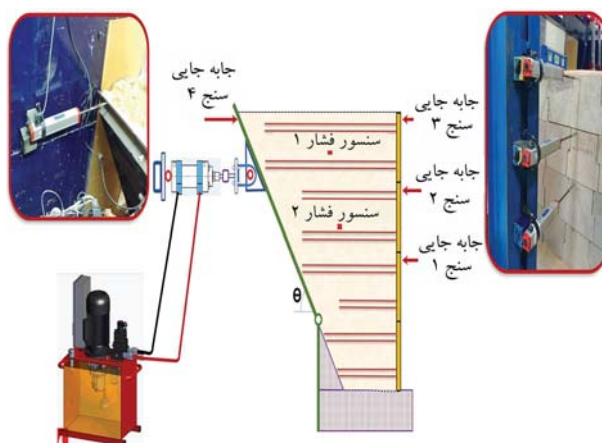 جابه جایی
سنج ۴
جابه جایی
سنج ۳
سنسور فشار ۱
جابه جایی
سنج ۲
سنسور فشار ۲
جابه جایی
سنج ۱
θ